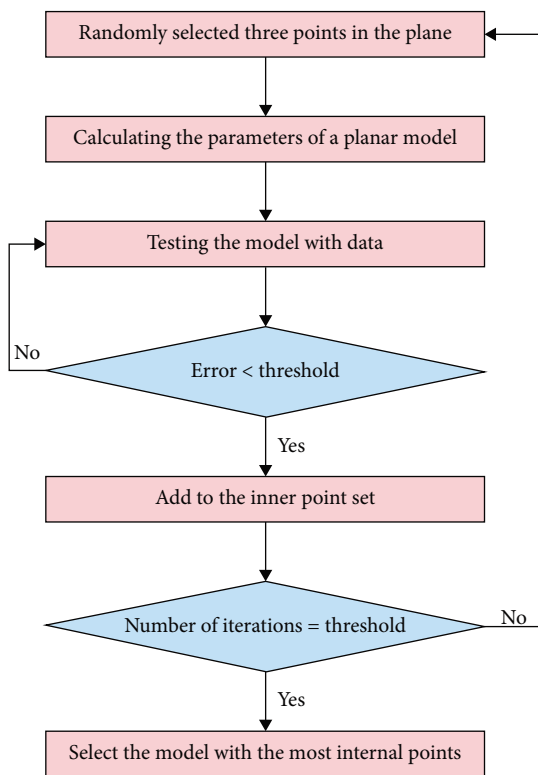 Randomly selected three points in the plane
Calculating the parameters of a planar model
Testing the model with data
No
Error < threshold
Yes
Add to the inner point set
Number of iterations = threshold
No
Yes
Select the model with the most internal points